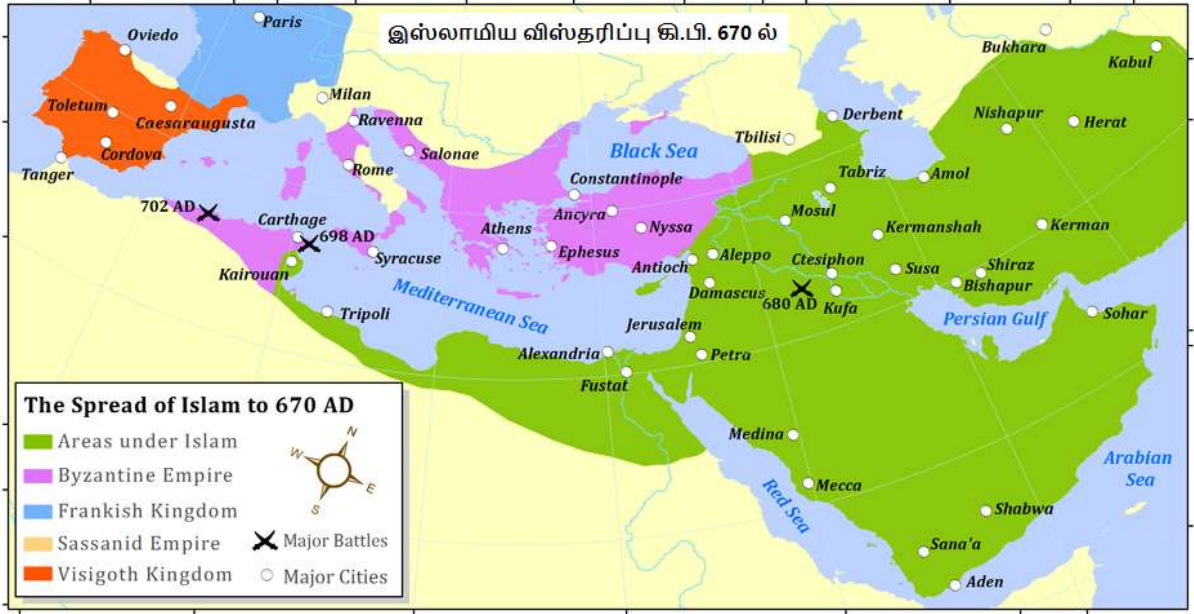 இஸ்லாமிய விஸ்தரிப்பு கி.பி. 670 ல்
Paris
Oviedo
Bukhara
Kabul
Milan
Toletum
Caesaraugusta
Ravenna
Derbent
Nishapur
Herat
Tbilisi
Cordova
Salonae
Black Sea
Tanger
Rome
Tabriz
Amol
Constantinople
702 AD
Ancyra
Mosul
Carthage
Nyssa
Kermanshah
Kerman
698 AD
Athens
Ephesus
Syracuse
Aleppo
Kairouan
Antioch
Ctesiphon
Susa
Shiraz
Bishapur
Damascus
680 AD
Kufa
Mediterranean Sea
Tripoli
Persian Gulf
Sohar
Jerusalem
Alexandria
Petra
Fustat
The Spread of Islam to 670 AD
Areas under Islam
Byzantine Empire
Frankish Kingdom
Sassanid Empire
Visigoth Kingdom
N
W
E
S
Major Battles
Major Cities
Medina
Mecca
Arabian
Sea
Red Sea
Shabwa
Sana'a
Aden